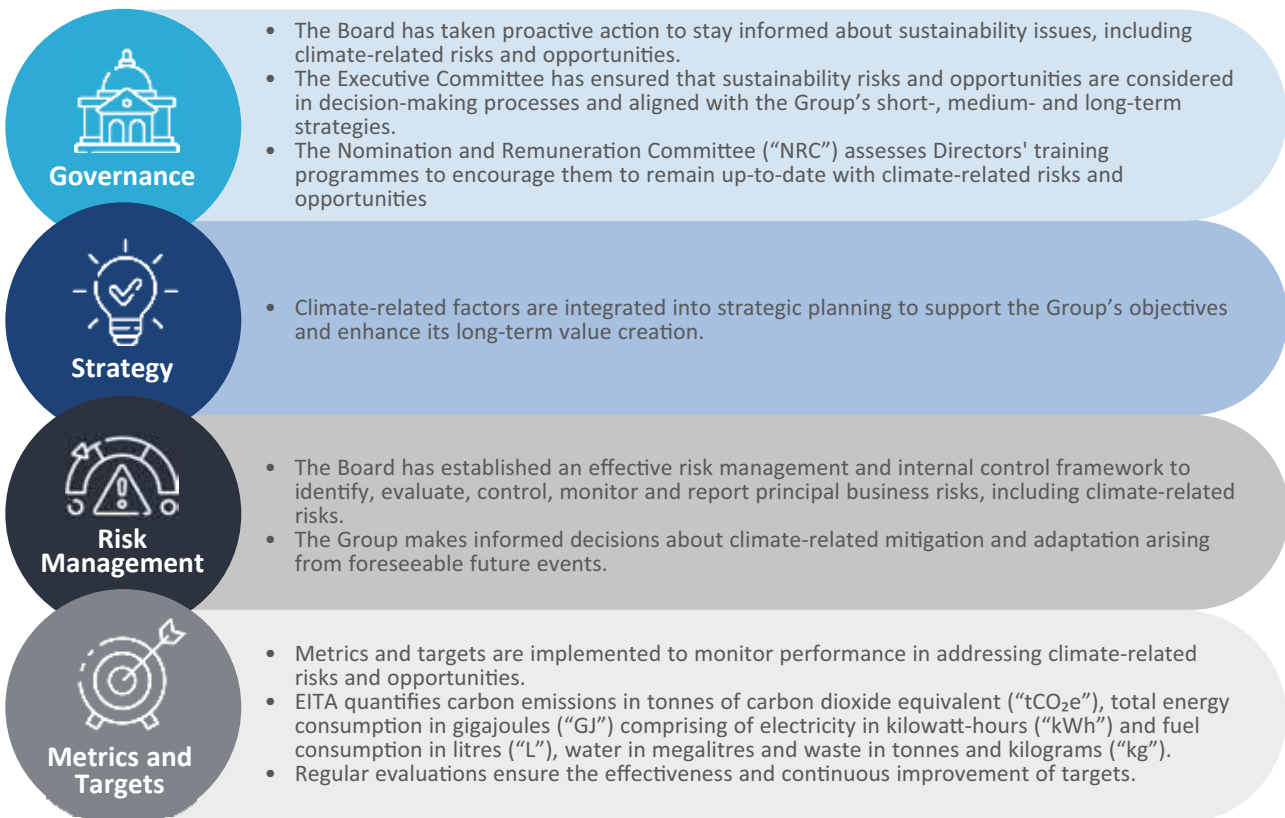 Governance
• The Board has taken proactive action to stay informed about sustainability issues, including
climate-related risks and opportunities.
• The Executive Committee has ensured that sustainability risks and opportunities are considered
in decision-making processes and aligned with the Group’s short-, medium- and long-term
strategies.
• The Nomination and Remuneration Committee (“NRC”) assesses Directors' training
programmes to encourage them to remain up-to-date with climate-related risks and
opportunities
Strategy
• Climate-related factors are integrated into strategic planning to support the Group’s objectives
and enhance its long-term value creation.
Risk
Management
• The Board has established an effective risk management and internal control framework to
identify, evaluate, control, monitor and report principal business risks, including climate-related
risks.
• The Group makes informed decisions about climate-related mitigation and adaptation arising
from foreseeable future events.
Metrics and
Targets
• Metrics and targets are implemented to monitor performance in addressing climate-related
risks and opportunities.
• EITA quantifies carbon emissions in tonnes of carbon dioxide equivalent (“tCO₂e”), total energy
consumption in gigajoules (“GJ”) comprising of electricity in kilowatt-hours (“kWh”) and fuel
consumption in litres (“L”), water in megalitres and waste in tonnes and kilograms (“kg”).
• Regular evaluations ensure the effectiveness and continuous improvement of targets.